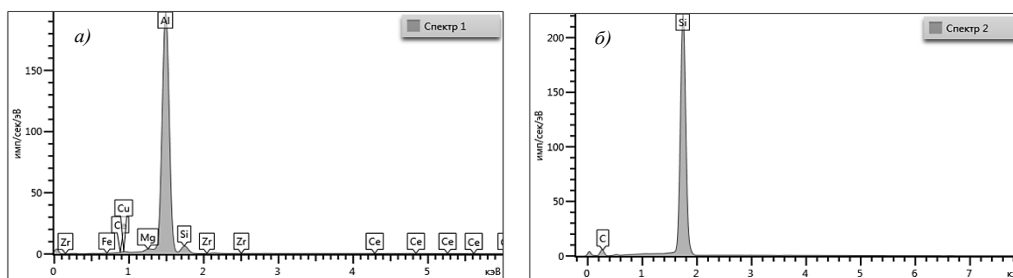 а)
Спектр 1
имп/сек/эВ
150
100
50
0
Al
Cu
Zr
Fe
Mg
Si
Zr
Zr
Ce
Ce
Ce
Ce
0
1
2
3
4
5
кэВ
б)
Спектр 2
имп/сек/эВ
200
150
100
50
0
Si
C
0
1
2
3
4
5
6
7